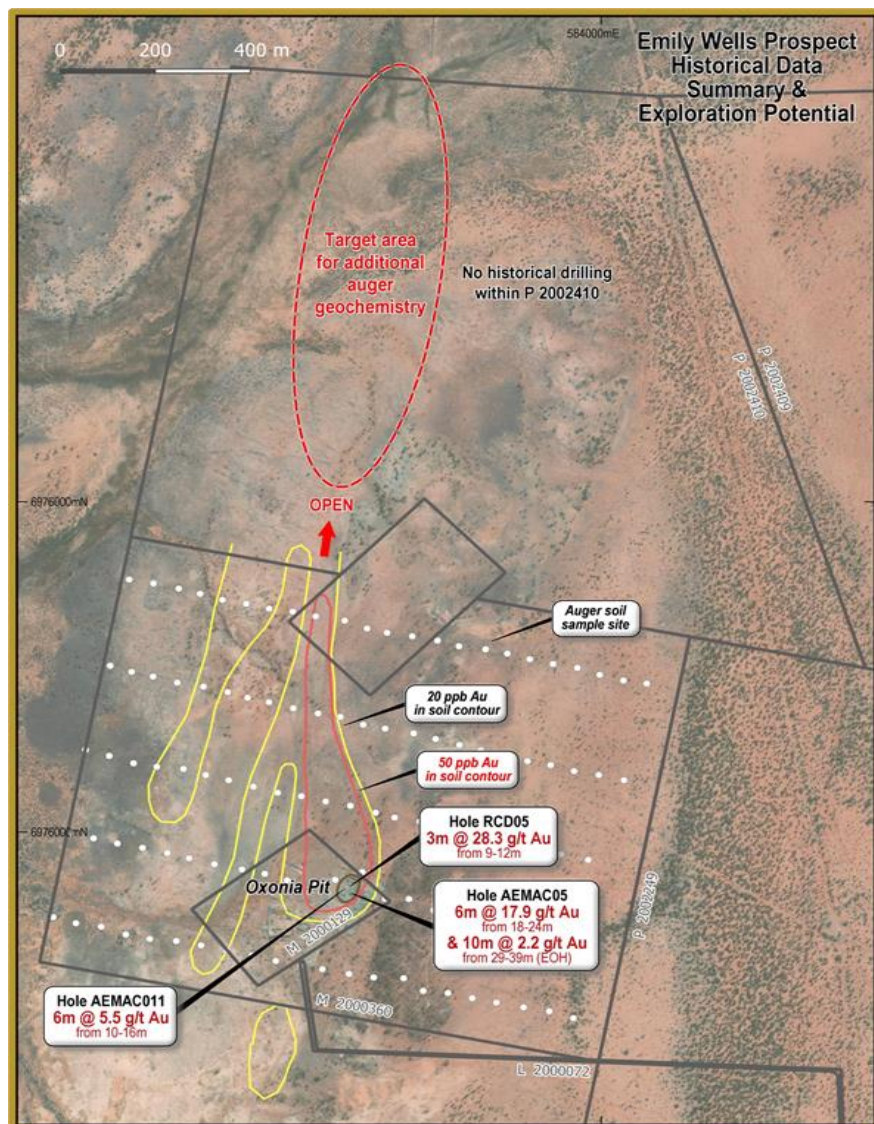 0 200 400 m
584000mE
Emily Wells Prospect
Historical Data
Summary &
Exploration Potential
Target area
for additional
auger
geochemistry
No historical drilling
within P 2002410
P 2002409
P 2002410
6976000mN
OPEN
Auger soil
sample site
20 ppb Au
in soil contour
50 ppb Au
in soil contour
6976000mN
Hole RCD05
3m @ 28.3 g/t Au
from 9-12m
Oxonia Pit
Hole AEMAC05
6m @ 17.9 g/t Au
from 18-24m
& 10m @ 2.2 g/t Au
from 29-39m (EOH)
P 2002249
M 2000129
Hole AEMAC011
6m @ 5.5 g/t Au
from 10-16m
M 2000360
L 2000072